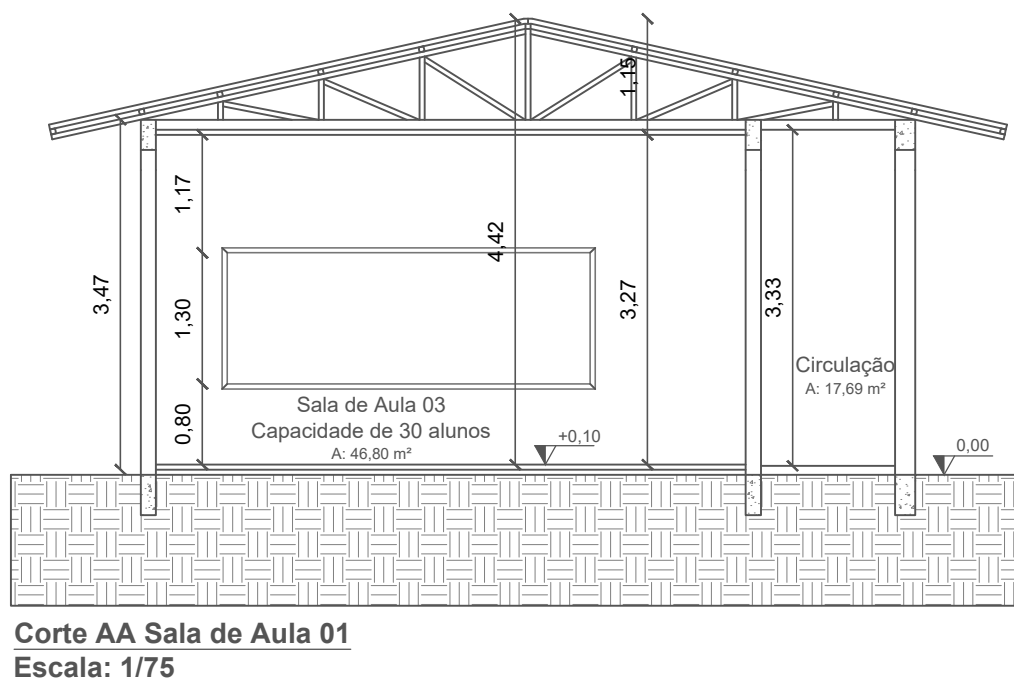 1,15
1,17
4,42
3,47
1,30
3,27
3,33
0,80
Circulação
A: 17,69 m²
Sala de Aula 03
Capacidade de 30 alunos
A: 46,80 m²
+0,10
0,00
Corte AA Sala de Aula 01
Escala: 1/75